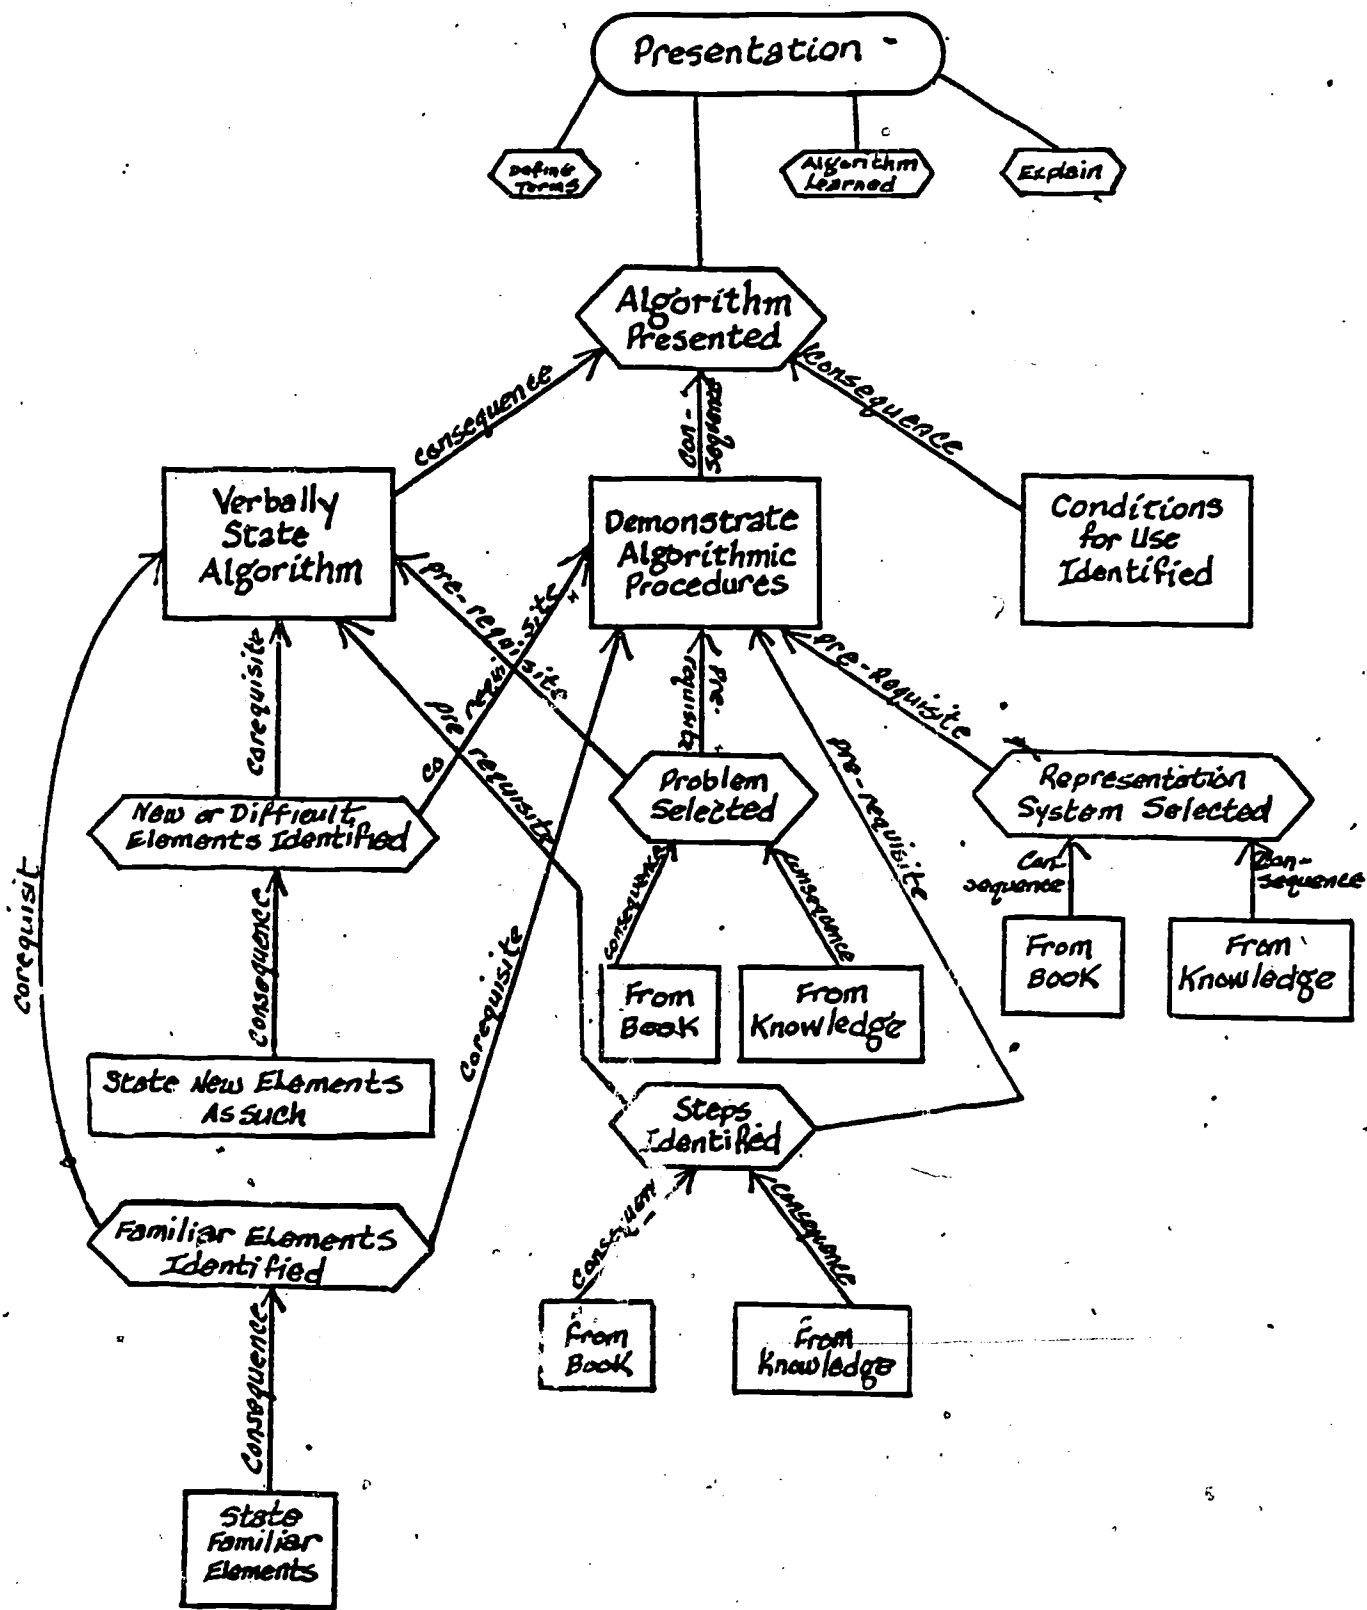 Presentation
Define
Terms
Algorithm
Learned
Explain
Algorithm
Presented
consequence
con-
sequence
Consequence
Verbally
State
Algorithm
Demonstrate
Algorithmic
Procedures
Conditions
for Use
Identified
pre-requisite
corequisite
co requisite
pre requisite
pre-
requisite
pre-requisite
pre-Requisite
New or Difficult
Elements Identified
Problem
Selected
Representation
System Selected
corequisit
consequence
corequisite
consequence
consequence
Con-
sequence
Con-
sequence
From
Book
From
Knowledge
From
Book
From
Knowledge
State New Elements
As Such
Steps
Identified
Familiar Elements
Identified
consequen
consequence
From
Book
From
Knowledge
Consequence
State
Familiar
Elements